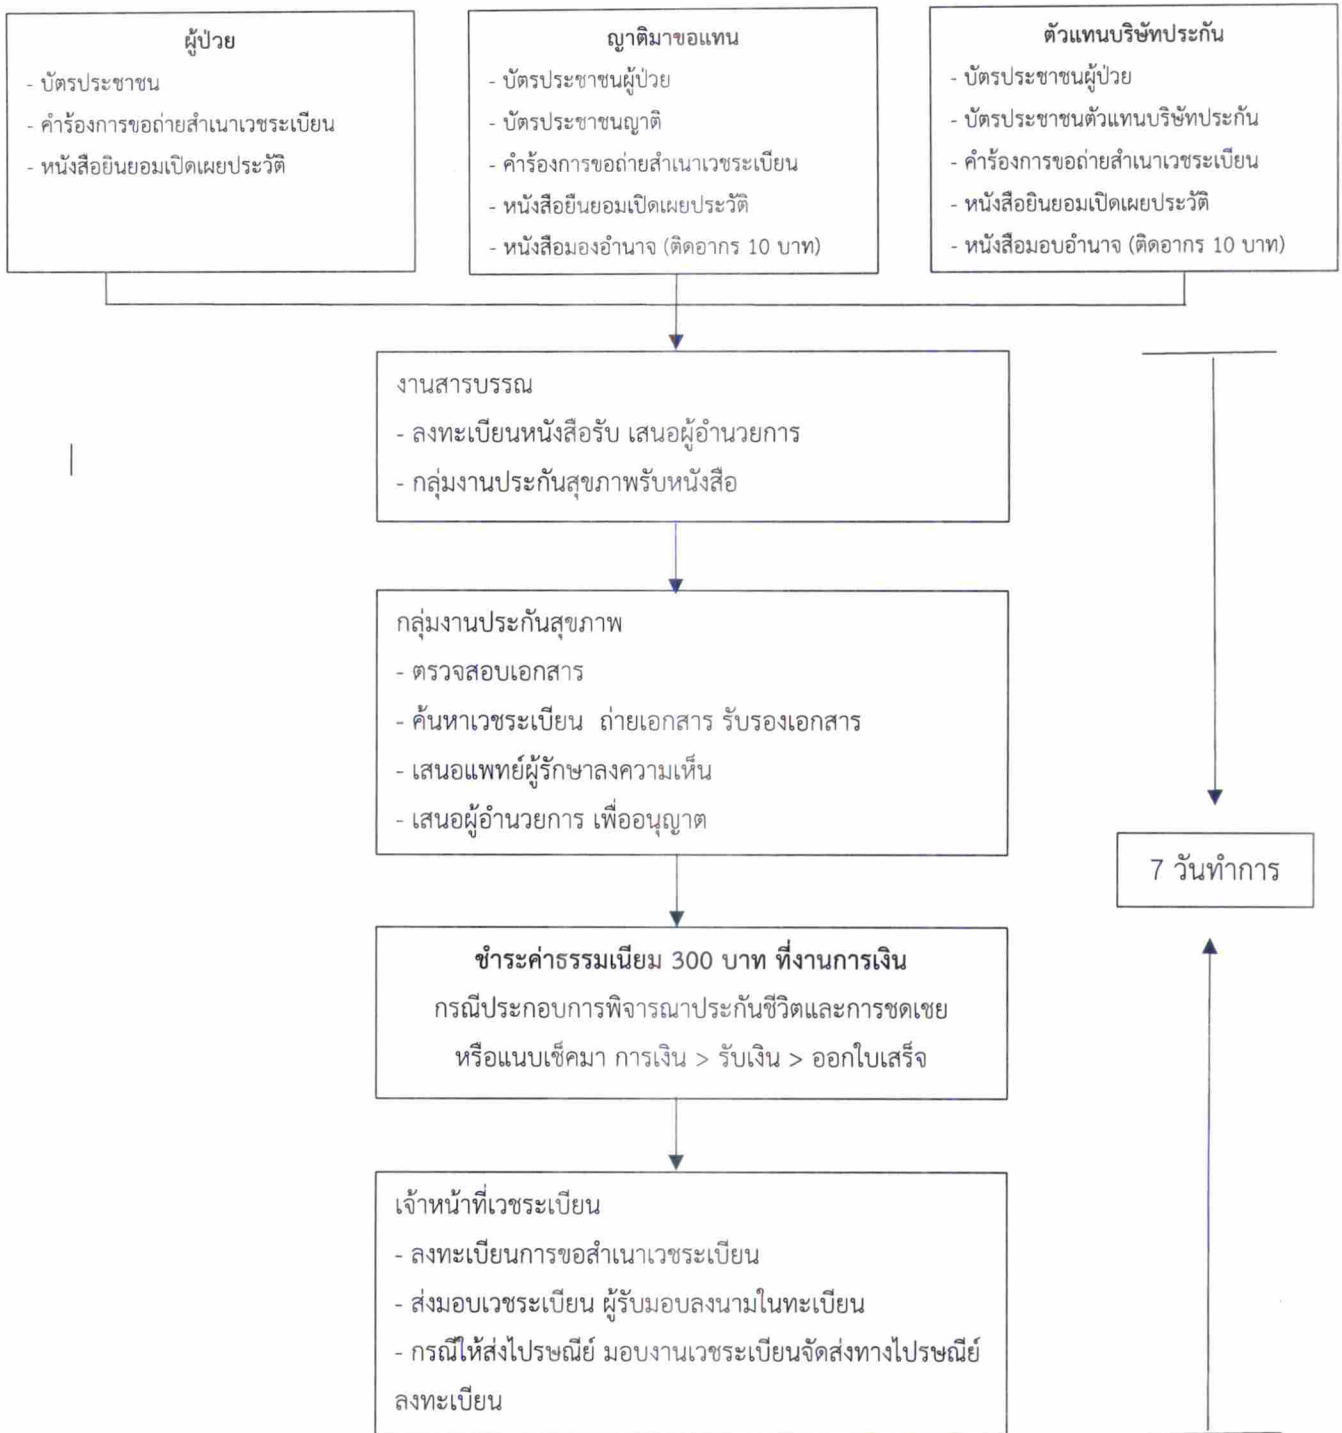 ผู้ป่วย
- บัตรประชาชน
- คำร้องการขอถ่ายสำเนาเวชระเบียน
- หนังสือยินยอมเปิดเผยประวัติ
ญาติมาขอแทน
- บัตรประชาชนผู้ป่วย
- บัตรประชาชนญาติ
- คำร้องการขอถ่ายสำเนาเวชระเบียน
- หนังสือยืนยอมเปิดเผยประวัติ
- หนังสือมองอำนาจ (ติดอากร 10 บาท)
ตัวแทนบริษัทประกัน
- บัตรประชาชนผู้ป่วย
- บัตรประชาชนตัวแทนบริษัทประกัน
- คำร้องการขอถ่ายสำเนาเวชระเบียน
- หนังสือยินยอมเปิดเผยประวัติ
- หนังสือมอบอำนาจ (ติดอากร 10 บาท)
งานสารบรรณ
- ลงทะเบียนหนังสือรับ เสนอผู้อำนวยการ
- กลุ่มงานประกันสุขภาพรับหนังสือ
กลุ่มงานประกันสุขภาพ
- ตรวจสอบเอกสาร
- ค้นหาเวชระเบียน ถ่ายเอกสาร รับรองเอกสาร
- เสนอแพทย์ผู้รักษาลงความเห็น
- เสนอผู้อำนวยการ เพื่ออนุญาต
7 วันทำการ
ชำระค่าธรรมเนียม 300 บาท ที่งานการเงิน
กรณีประกอบการพิจารณาประกันชีวิตและการชดเชย
หรือแนบเช็คมา การเงิน > รับเงิน > ออกใบเสร็จ
เจ้าหน้าที่เวชระเบียน
- ลงทะเบียนการขอสำเนาเวชระเบียน
- ส่งมอบเวชระเบียน ผู้รับมอบลงนามในทะเบียน
- กรณีให้ส่งไปรษณีย์ มอบงานเวชระเบียนจัดส่งทางไปรษณีย์
ลงทะเบียน